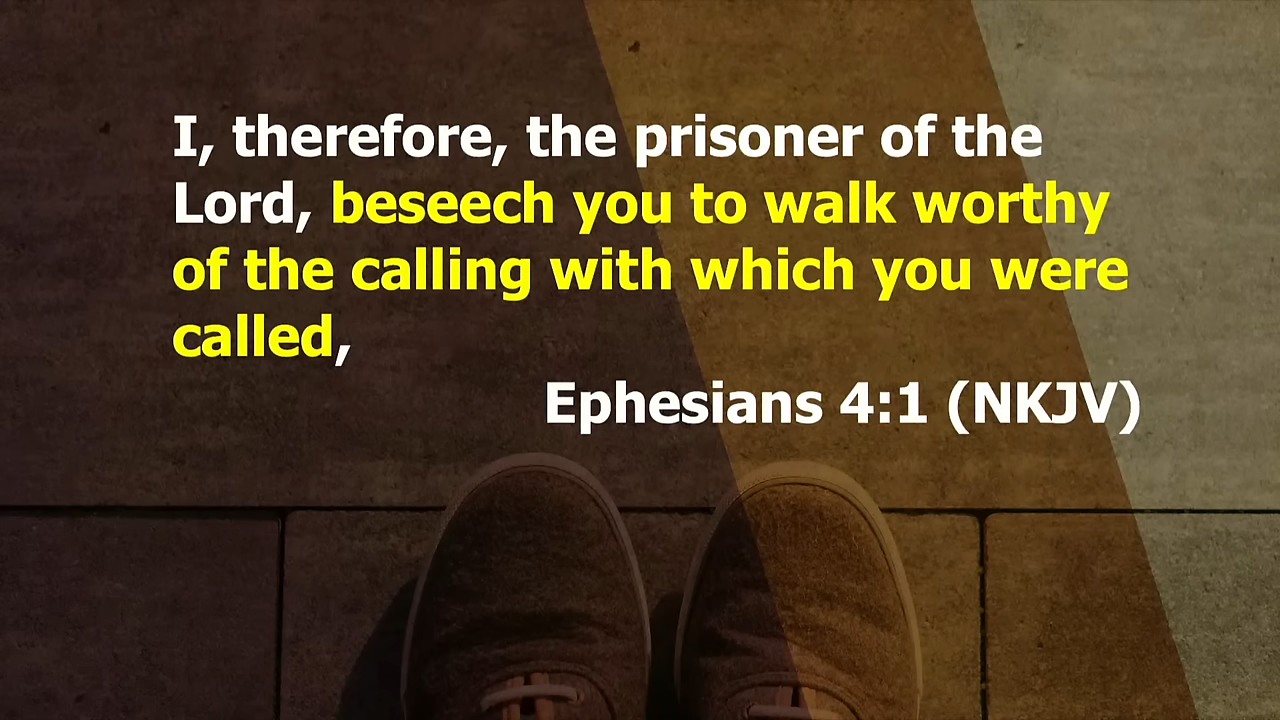 I, therefore, the prisoner of the
Lord, beseech you to walk worthy
of the calling with which you were
called,
Ephesians 4:1 (NKJV)